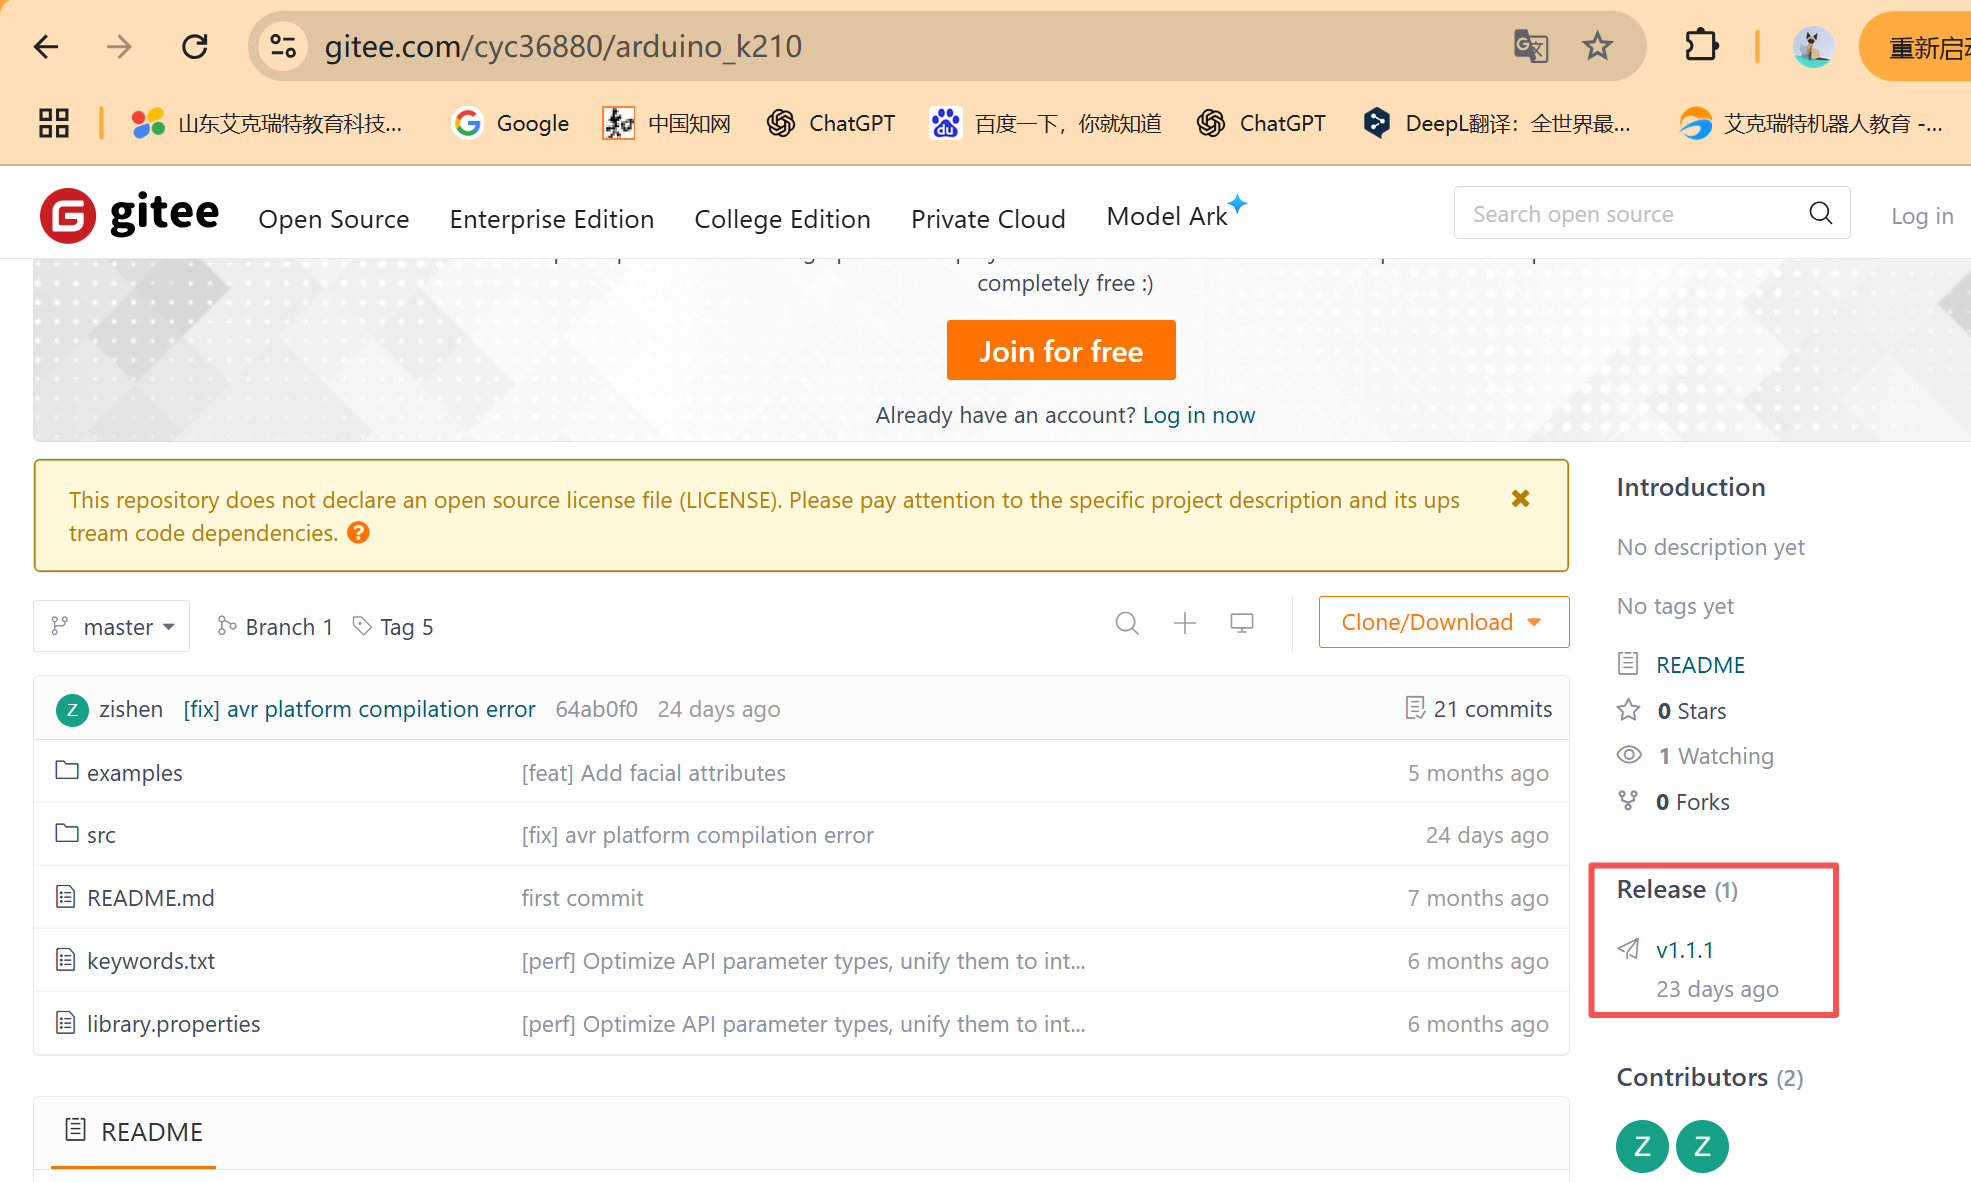 gitee.com/cyc36880/arduino_k210
重新启
山东艾克瑞特教育科技...
Google
中国知网
ChatGPT
百度一下，你就知道
ChatGPT
DeepL翻译：全世界最...
艾克瑞特机器人教育 -...
gitee
Open Source
Enterprise Edition
College Edition
Private Cloud
Model Ark
Search open source
Log in
completely free :)
Join for free
Already have an account? Log in now
This repository does not declare an open source license file (LICENSE). Please pay attention to the specific project description and its ups
tream code dependencies.
master
Branch 1
Tag 5
Clone/Download
Z zishen [fix] avr platform compilation error 64ab0f0 24 days ago 21 commits
examples [feat] Add facial attributes 5 months ago
src [fix] avr platform compilation error 24 days ago
README.md first commit 7 months ago
keywords.txt [perf] Optimize API parameter types, unify them to int... 6 months ago
library.properties [perf] Optimize API parameter types, unify them to int... 6 months ago
README
Introduction
No description yet
No tags yet
README
0 Stars
1 Watching
0 Forks
Release (1)
v1.1.1
23 days ago
Contributors (2)
Z Z